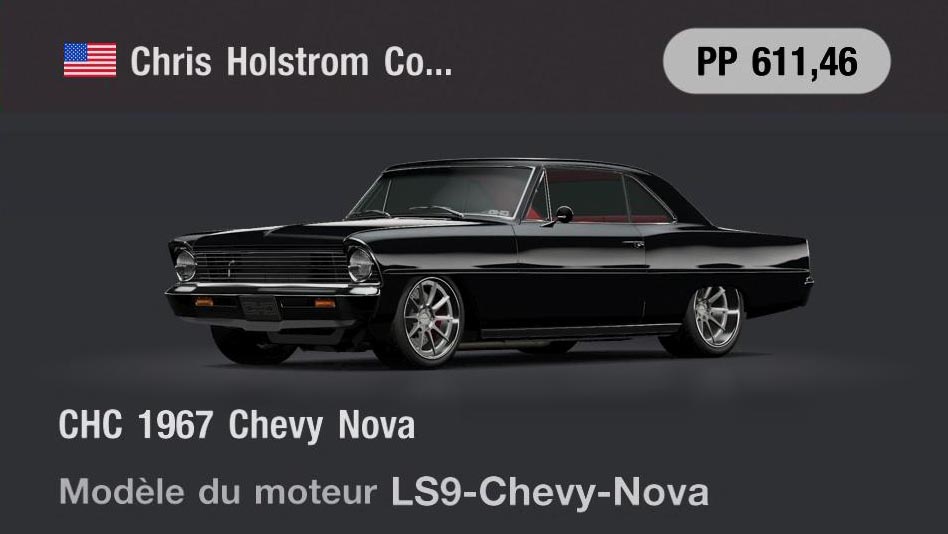 Chris Holstrom Co...
PP 611,46
CHC 1967 Chevy Nova
Modèle du moteur LS9-Chevy-Nova